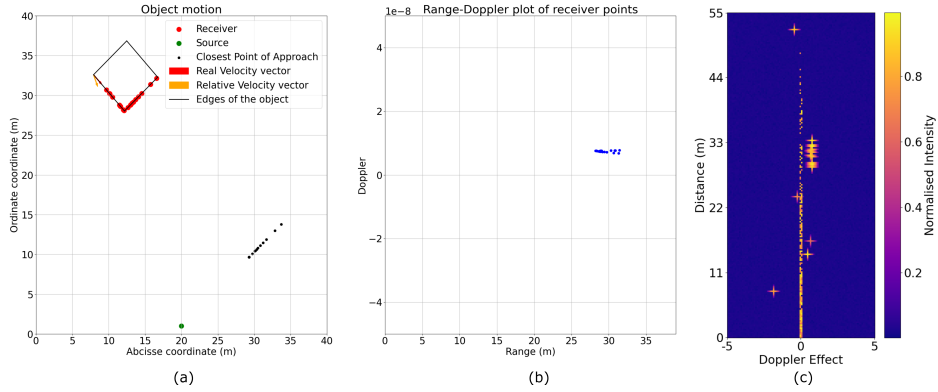 Object motion
Receiver
Source
Closest Point of Approach
Real Velocity vector
Relative Velocity vector
Edges of the object
40
35
30
25
20
15
10
5
0
0 5 10 15 20 25 30 35 40
Ordinate coordinate (m)
Abcisse coordinate (m)
(a)
Range-Doppler plot of receiver points
1e−8
4
2
0
−2
−4
0 5 10 15 20 25 30 35
Doppler
Range (m)
(b)
55
44
33
22
11
0
-5 0 5
Distance (m)
Doppler Effect
(c)
0.8
0.6
0.4
0.2
Normalised Intensity